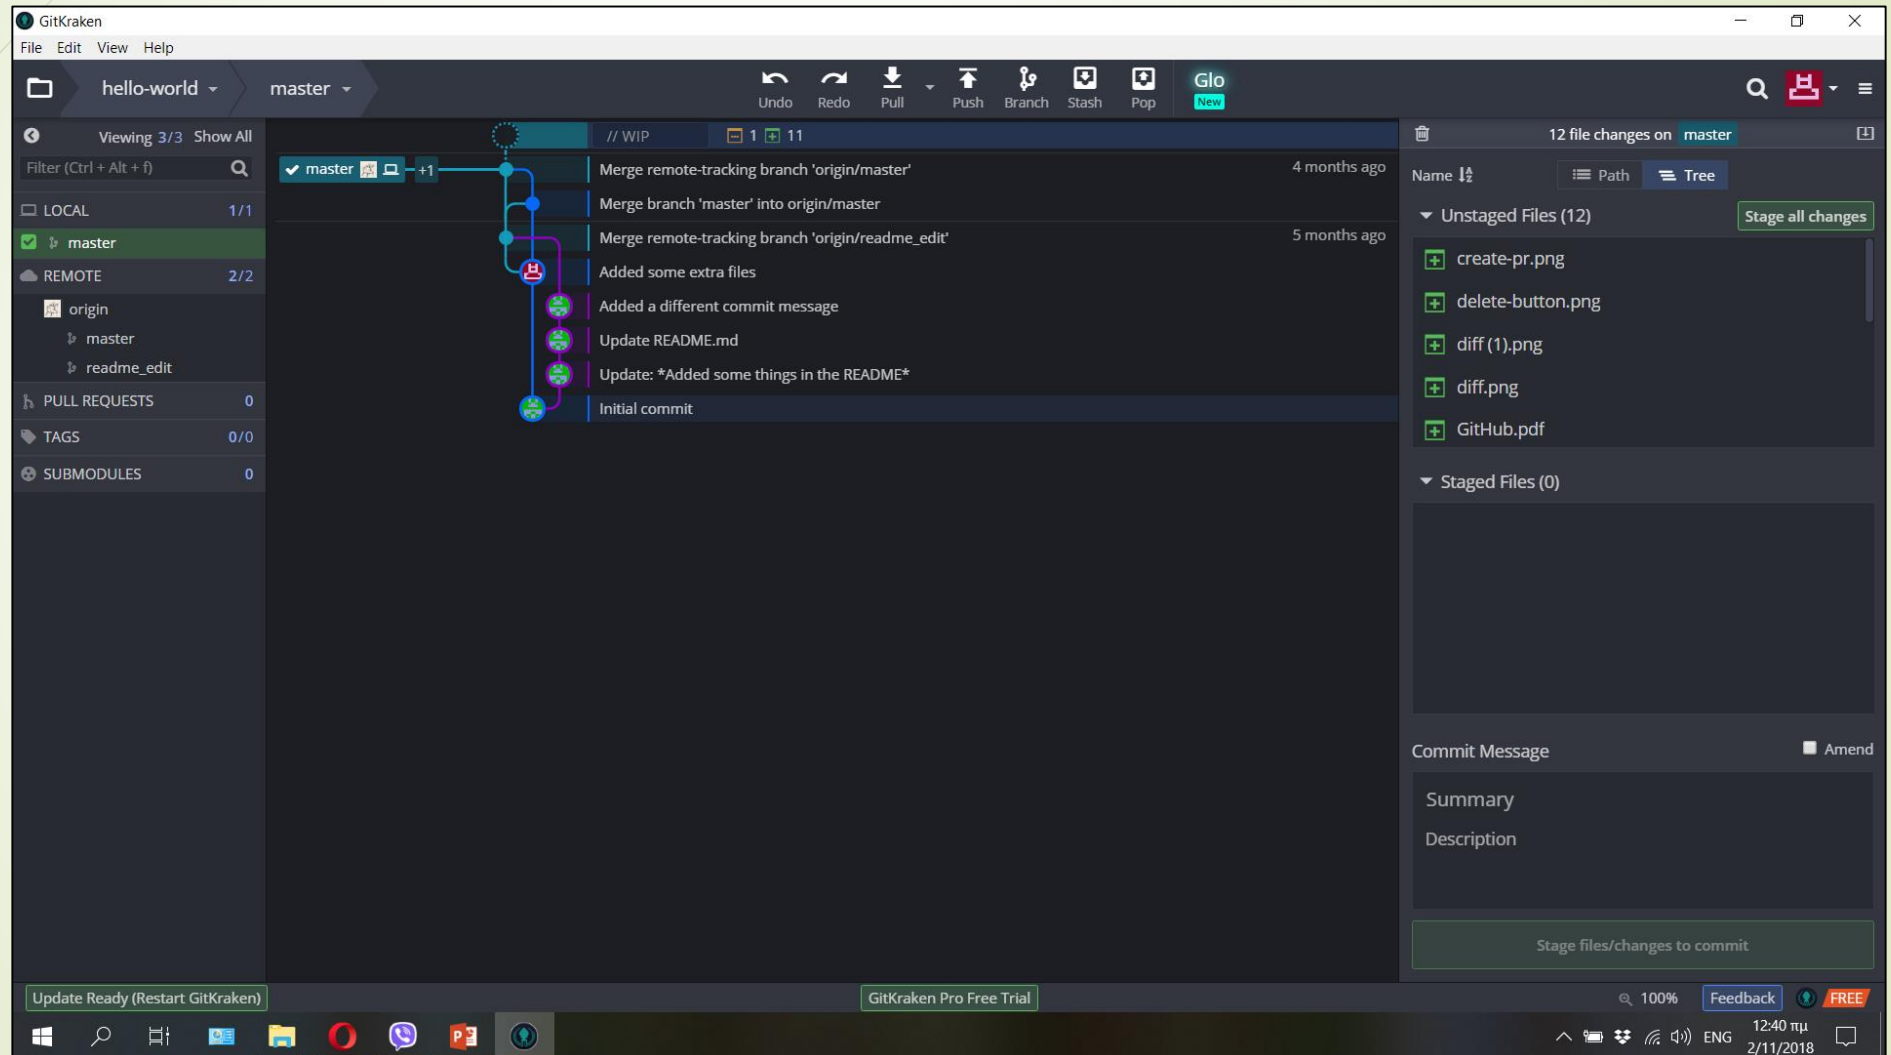 GitKraken
File Edit View Help
hello-world master Undo Redo Pull Push Branch Stash Pop Glo New
Viewing 3/3 Show All
Filter (Ctrl + Alt + f)
LOCAL 1/1
master
REMOTE 2/2
origin
master
readme_edit
PULL REQUESTS 0
TAGS 0/0
SUBMODULES 0
// WIP 1 11
master +1 Merge remote-tracking branch 'origin/master' 4 months ago
Merge branch 'master' into origin/master
Merge remote-tracking branch 'origin/readme_edit' 5 months ago
Added some extra files
Added a different commit message
Update README.md
Update: *Added some things in the README*
Initial commit
12 file changes on master
Name Path Tree
Unstaged Files (12) Stage all changes
create-pr.png
delete-button.png
diff (1).png
diff.png
GitHub.pdf
Staged Files (0)
Commit Message Amend
Summary
Description
Stage files/changes to commit
Update Ready (Restart GitKraken) GitKraken Pro Free Trial 100% Feedback FREE
ENG 12:40 πμ
2/11/2018